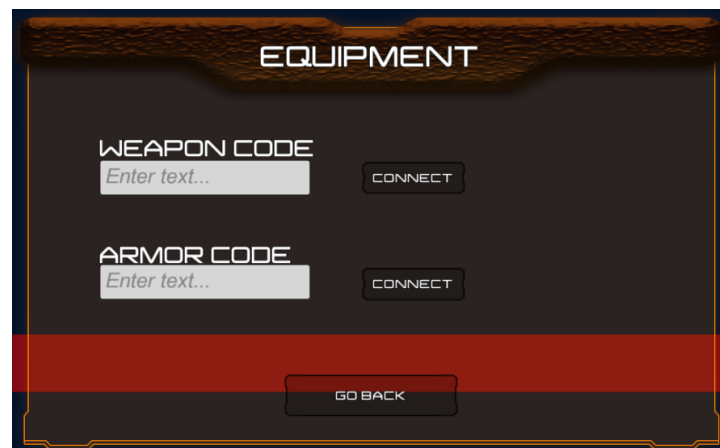 EQUIPMENT
WEAPON CODE
Enter text...
CONNECT
ARMOR CODE
Enter text...
CONNECT
GO BACK